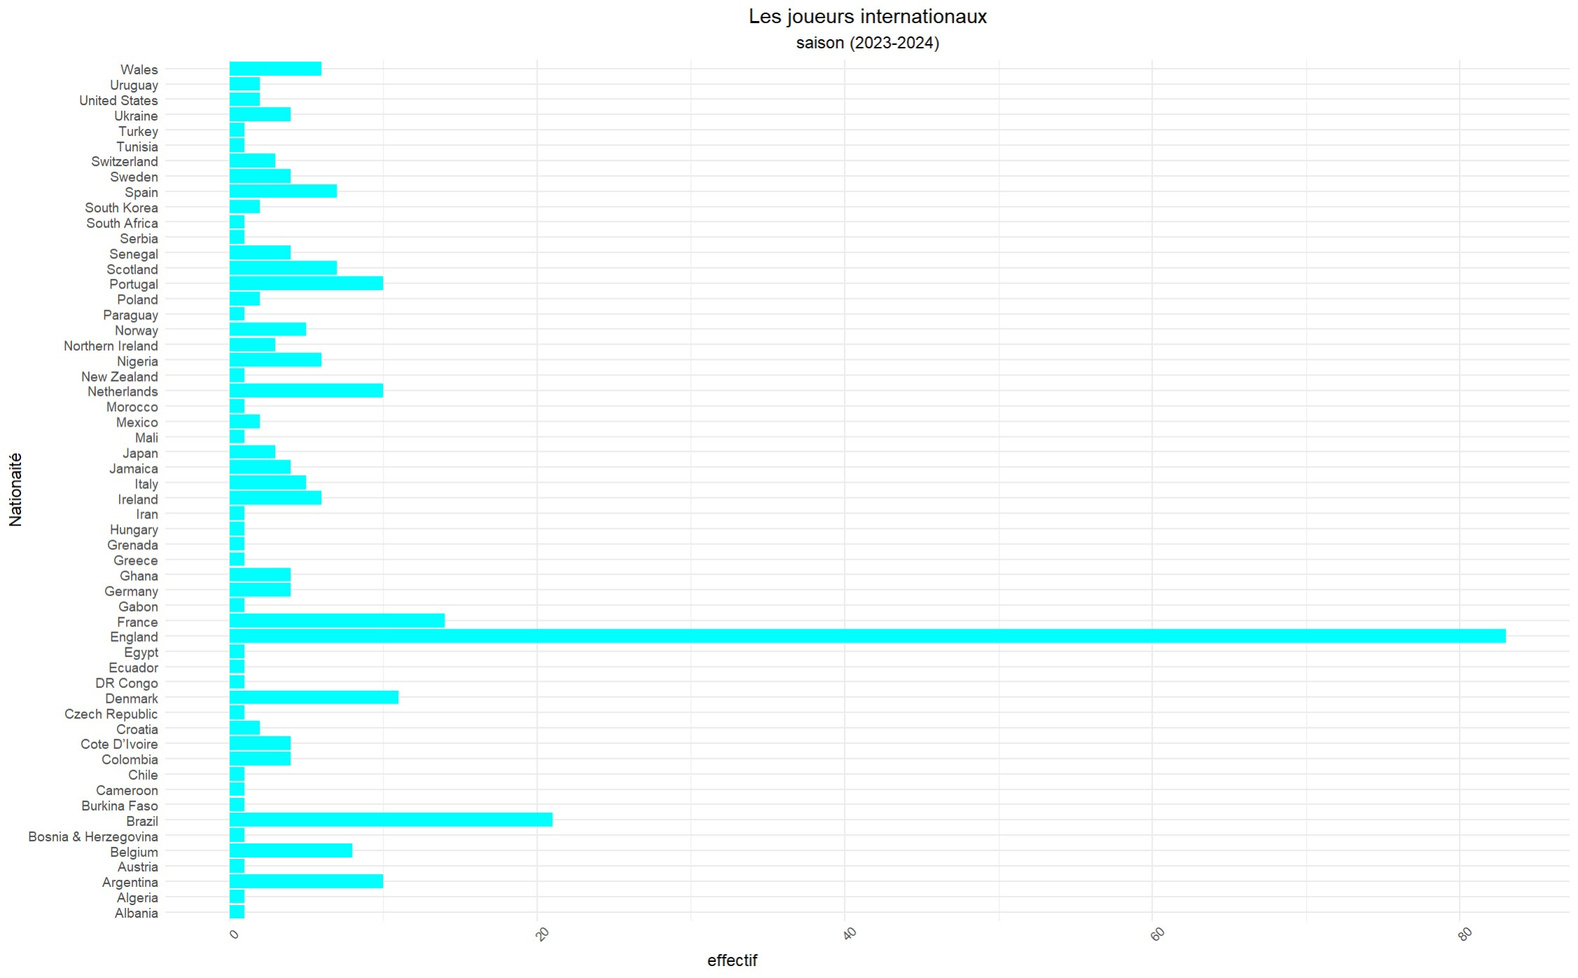 Les joueurs internationaux
saison (2023-2024)
Nationaité
Wales
Uruguay
United States
Ukraine
Turkey
Tunisia
Switzerland
Sweden
Spain
South Korea
South Africa
Serbia
Senegal
Scotland
Portugal
Poland
Paraguay
Norway
Northern Ireland
Nigeria
New Zealand
Netherlands
Morocco
Mexico
Mali
Japan
Jamaica
Italy
Ireland
Iran
Hungary
Grenada
Greece
Ghana
Germany
Gabon
France
England
Egypt
Ecuador
DR Congo
Denmark
Czech Republic
Croatia
Cote D'Ivoire
Colombia
Chile
Cameroon
Burkina Faso
Brazil
Bosnia & Herzegovina
Belgium
Austria
Argentina
Algeria
Albania
0 20 40 60 80
effectif